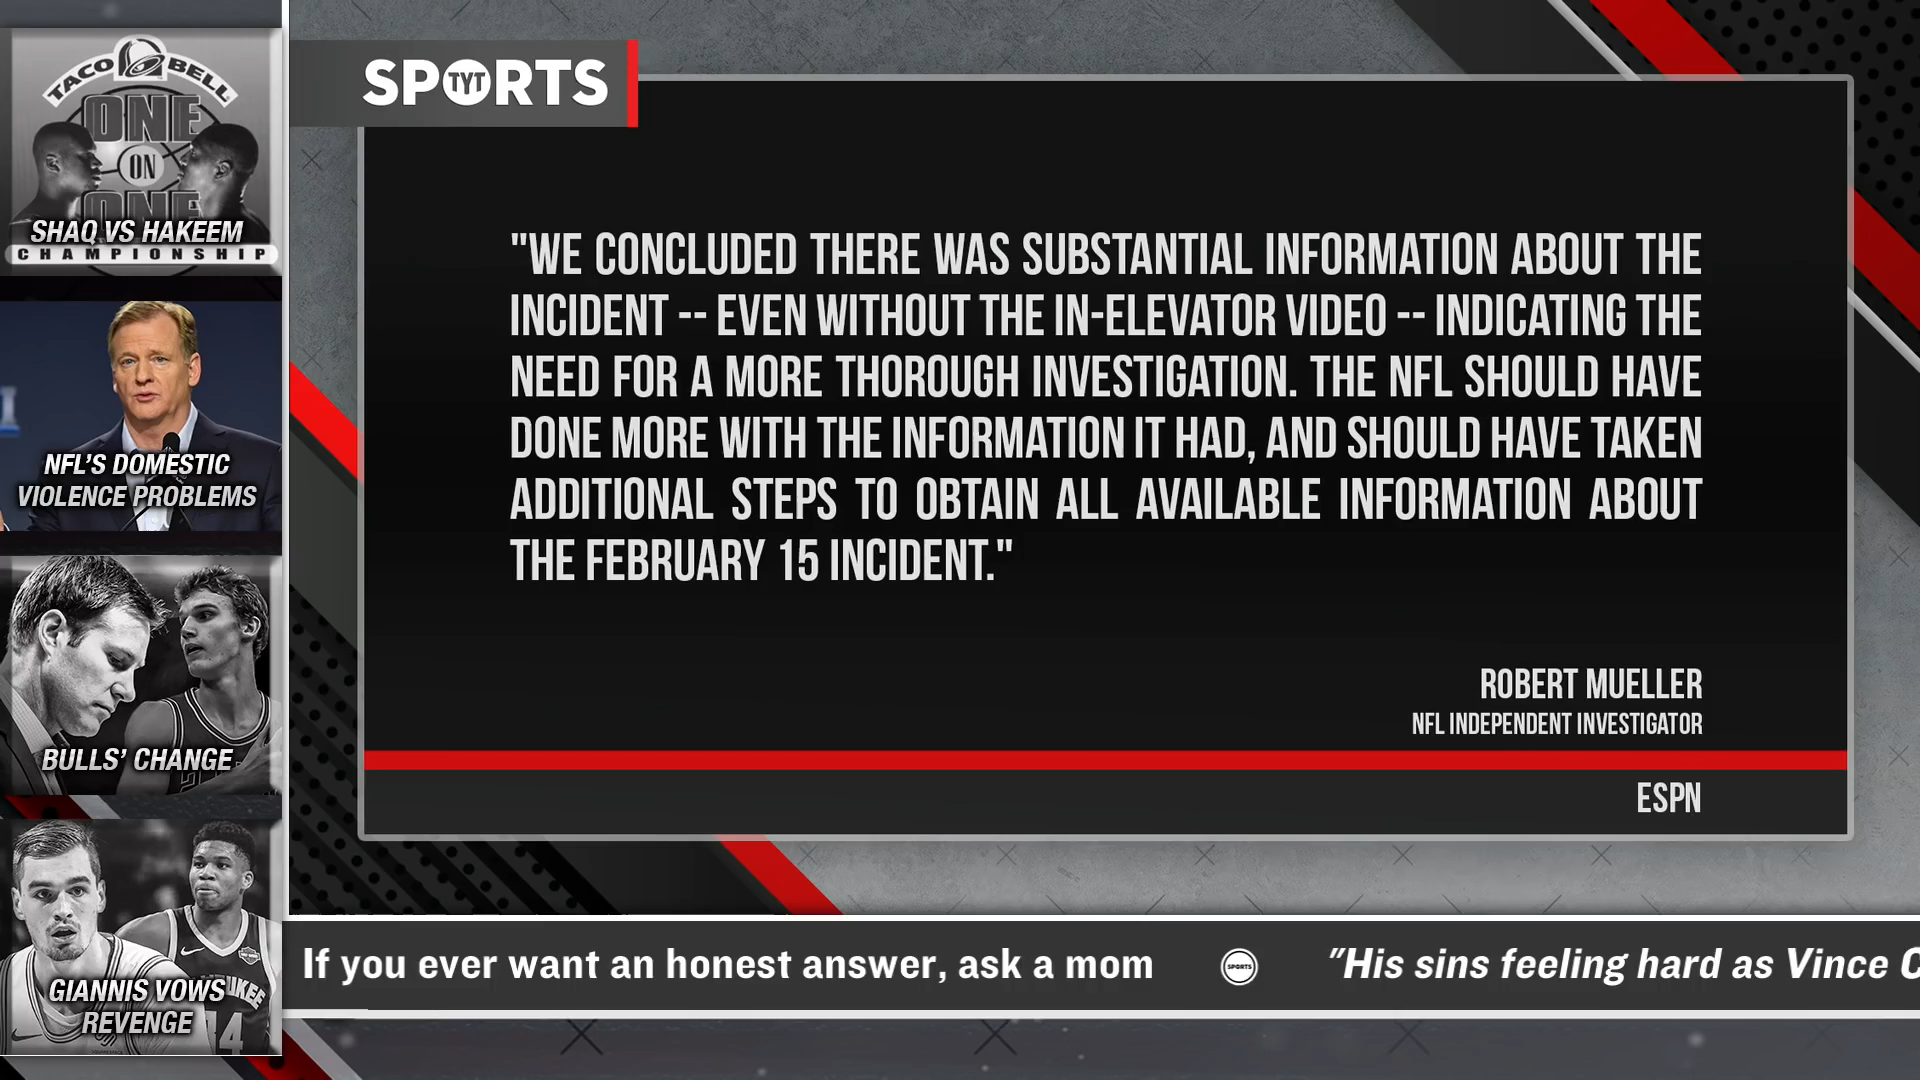 TACO BELL
ONE
ON
ONE
SHAQ VS HAKEEM
CHAMPIONSHIP
NFL'S DOMESTIC
VIOLENCE PROBLEMS
BULLS' CHANGE
GIANNIS VOWS
REVENGE
34
SPORTS
TYT
"WE CONCLUDED THERE WAS SUBSTANTIAL INFORMATION ABOUT THE
INCIDENT -- EVEN WITHOUT THE IN-ELEVATOR VIDEO -- INDICATING THE
NEED FOR A MORE THOROUGH INVESTIGATION. THE NFL SHOULD HAVE
DONE MORE WITH THE INFORMATION IT HAD, AND SHOULD HAVE TAKEN
ADDITIONAL STEPS TO OBTAIN ALL AVAILABLE INFORMATION ABOUT
THE FEBRUARY 15 INCIDENT."
ROBERT MUELLER
NFL INDEPENDENT INVESTIGATOR
ESPN
If you ever want an honest answer, ask a mom
SPORTS
"His sins feeling hard as Vince C